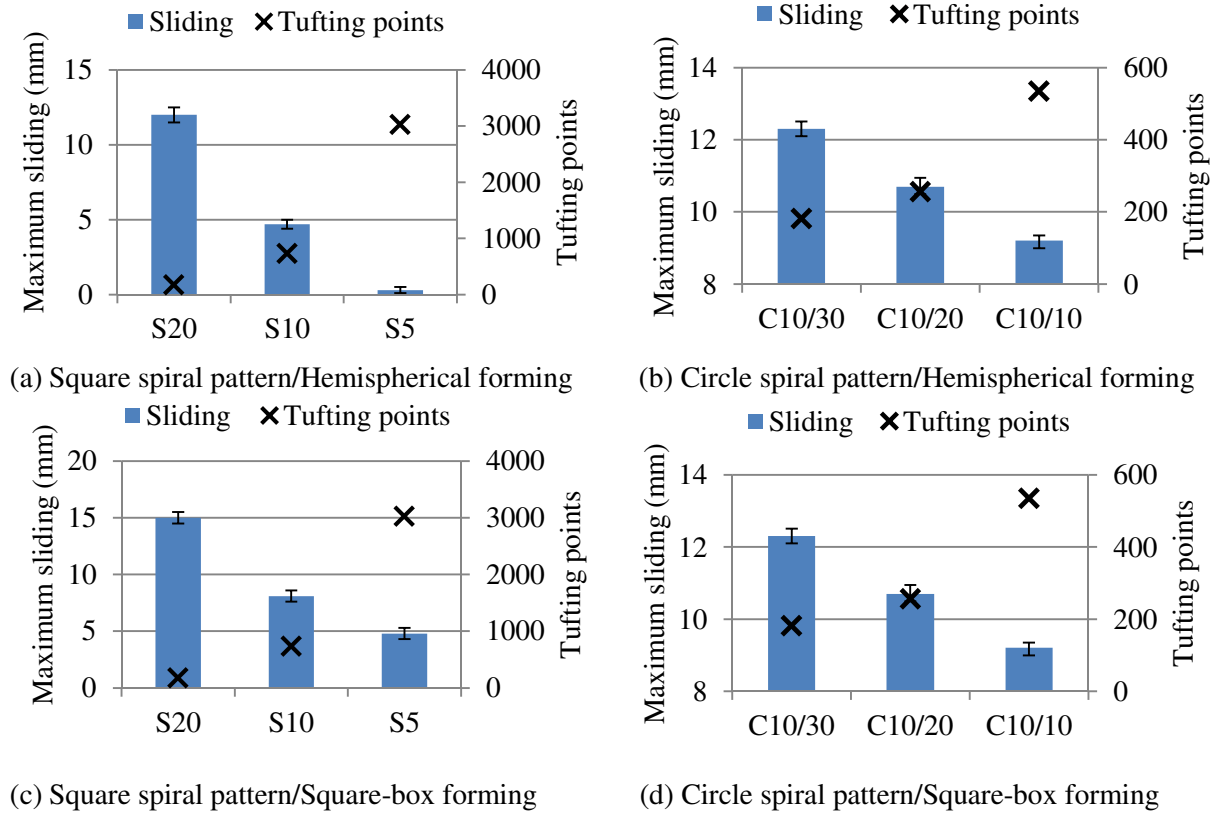 Sliding Tufting points
Maximum sliding (mm)
15
10
5
0
4000
3000
2000
1000
0
Tufting points
S20 S10 S5
(a) Square spiral pattern/Hemispherical forming
Sliding Tufting points
Maximum sliding (mm)
14
12
10
8
600
400
200
0
Tufting points
C10/30 C10/20 C10/10
(b) Circle spiral pattern/Hemispherical forming
Sliding Tufting points
Maximum sliding (mm)
20
15
10
5
0
4000
3000
2000
1000
0
Tufting points
S20 S10 S5
(c) Square spiral pattern/Square-box forming
Sliding Tufting points
Maximum sliding (mm)
14
12
10
8
600
400
200
0
Tufting points
C10/30 C10/20 C10/10
(d) Circle spiral pattern/Square-box forming